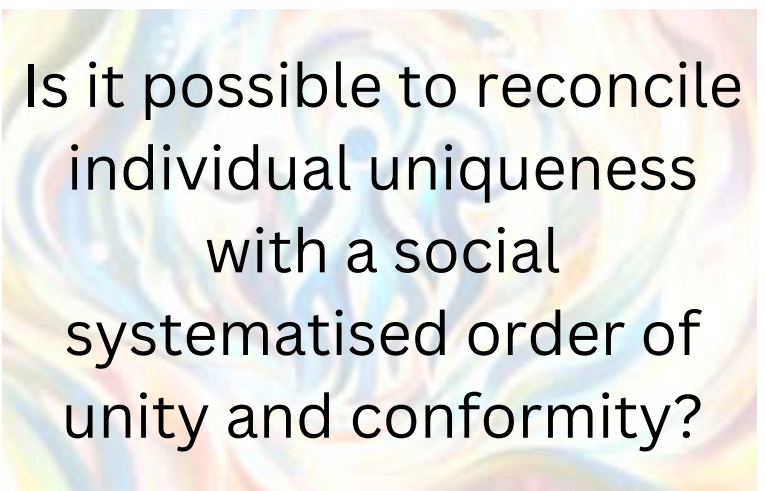 Is it possible to reconcile
individual uniqueness
with a social
systematised order of
unity and conformity?